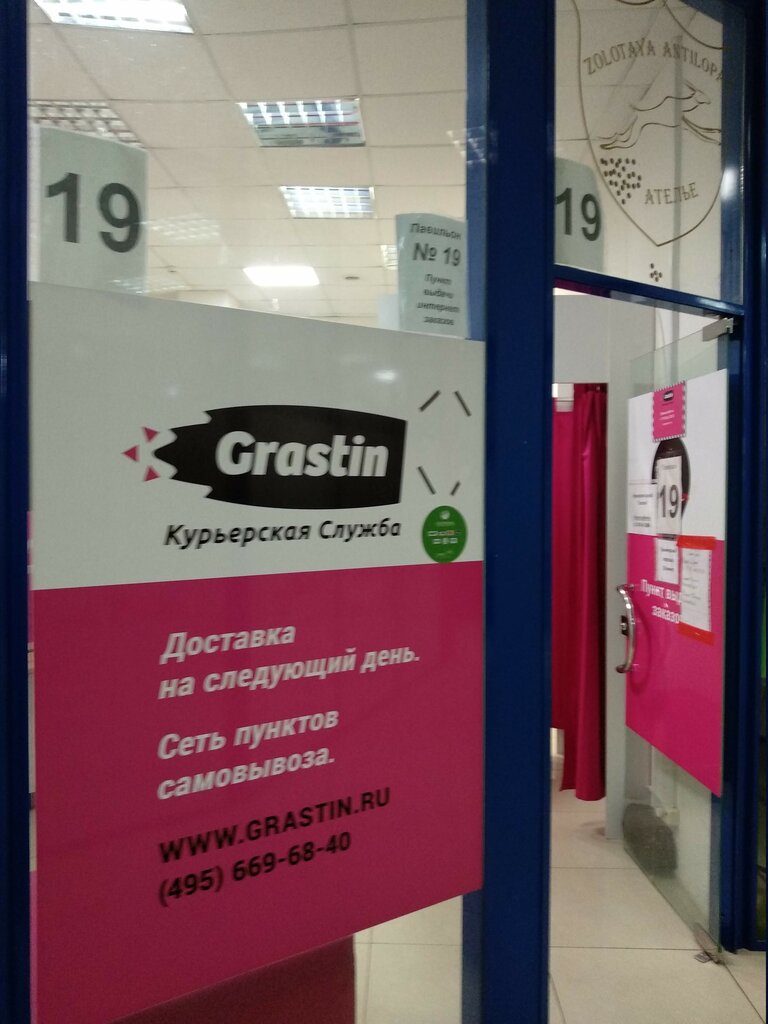 19
Павильон
№ 19
Пункт
выдачи
интернет
заказов
19
ZOLOTAYA ANTILOPA
АТЕЛЬЕ
Grastin
Курьерская Служба
Доставка
на следующий день.
Сеть пунктов
самовывоза.
WWW.GRASTIN.RU
(495) 669-68-40
19
Пункт